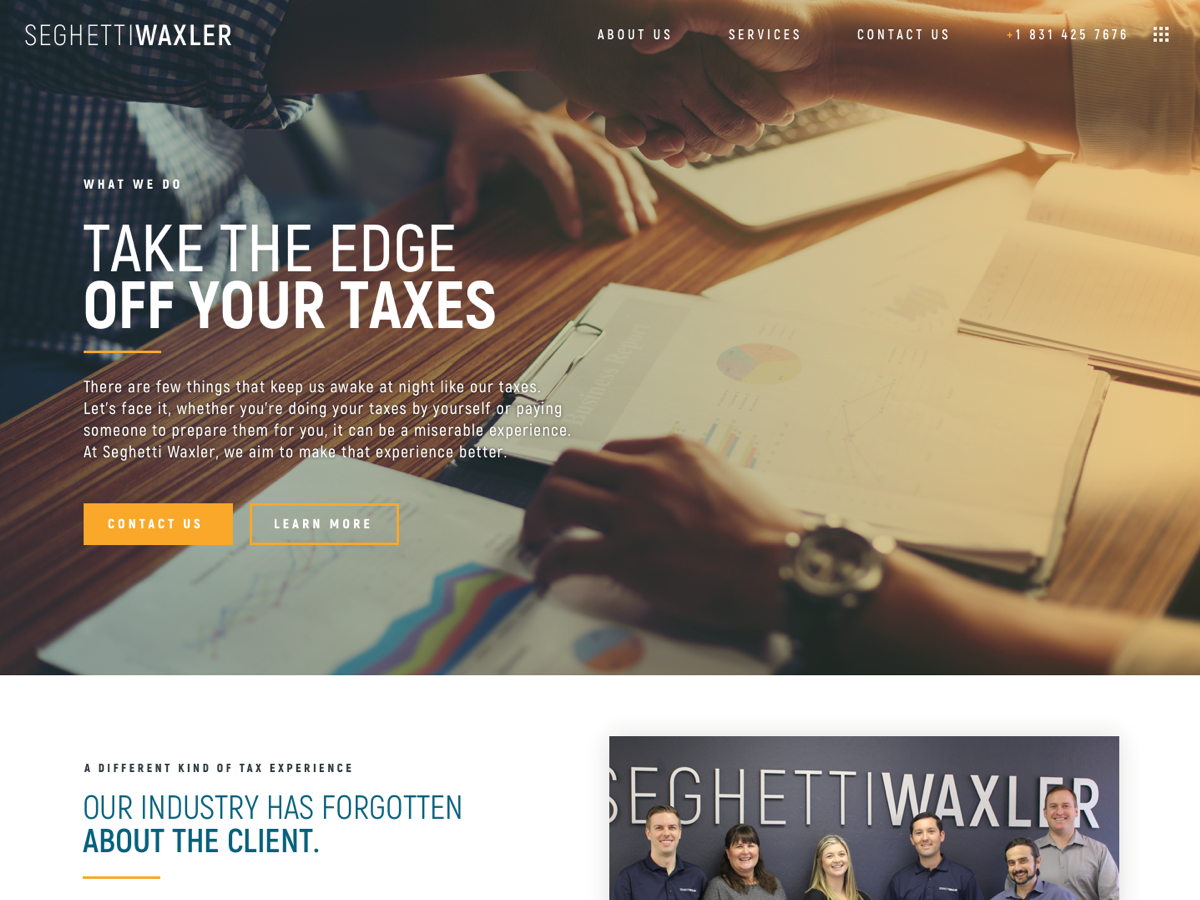 SEGHETTIWAXLER
ABOUT US
SERVICES
CONTACT US
+1 831 425 7676
WHAT WE DO
TAKE THE EDGE
OFF YOUR TAXES
There are few things that keep us awake at night like our taxes.
Let's face it, whether you're doing your taxes by yourself or paying
someone to prepare them for you, it can be a miserable experience.
At Seghetti Waxler, we aim to make that experience better.
Business Report
CONTACT US
LEARN MORE
A DIFFERENT KIND OF TAX EXPERIENCE
OUR INDUSTRY HAS FORGOTTEN
ABOUT THE CLIENT.
SEGHETTIWAXLER